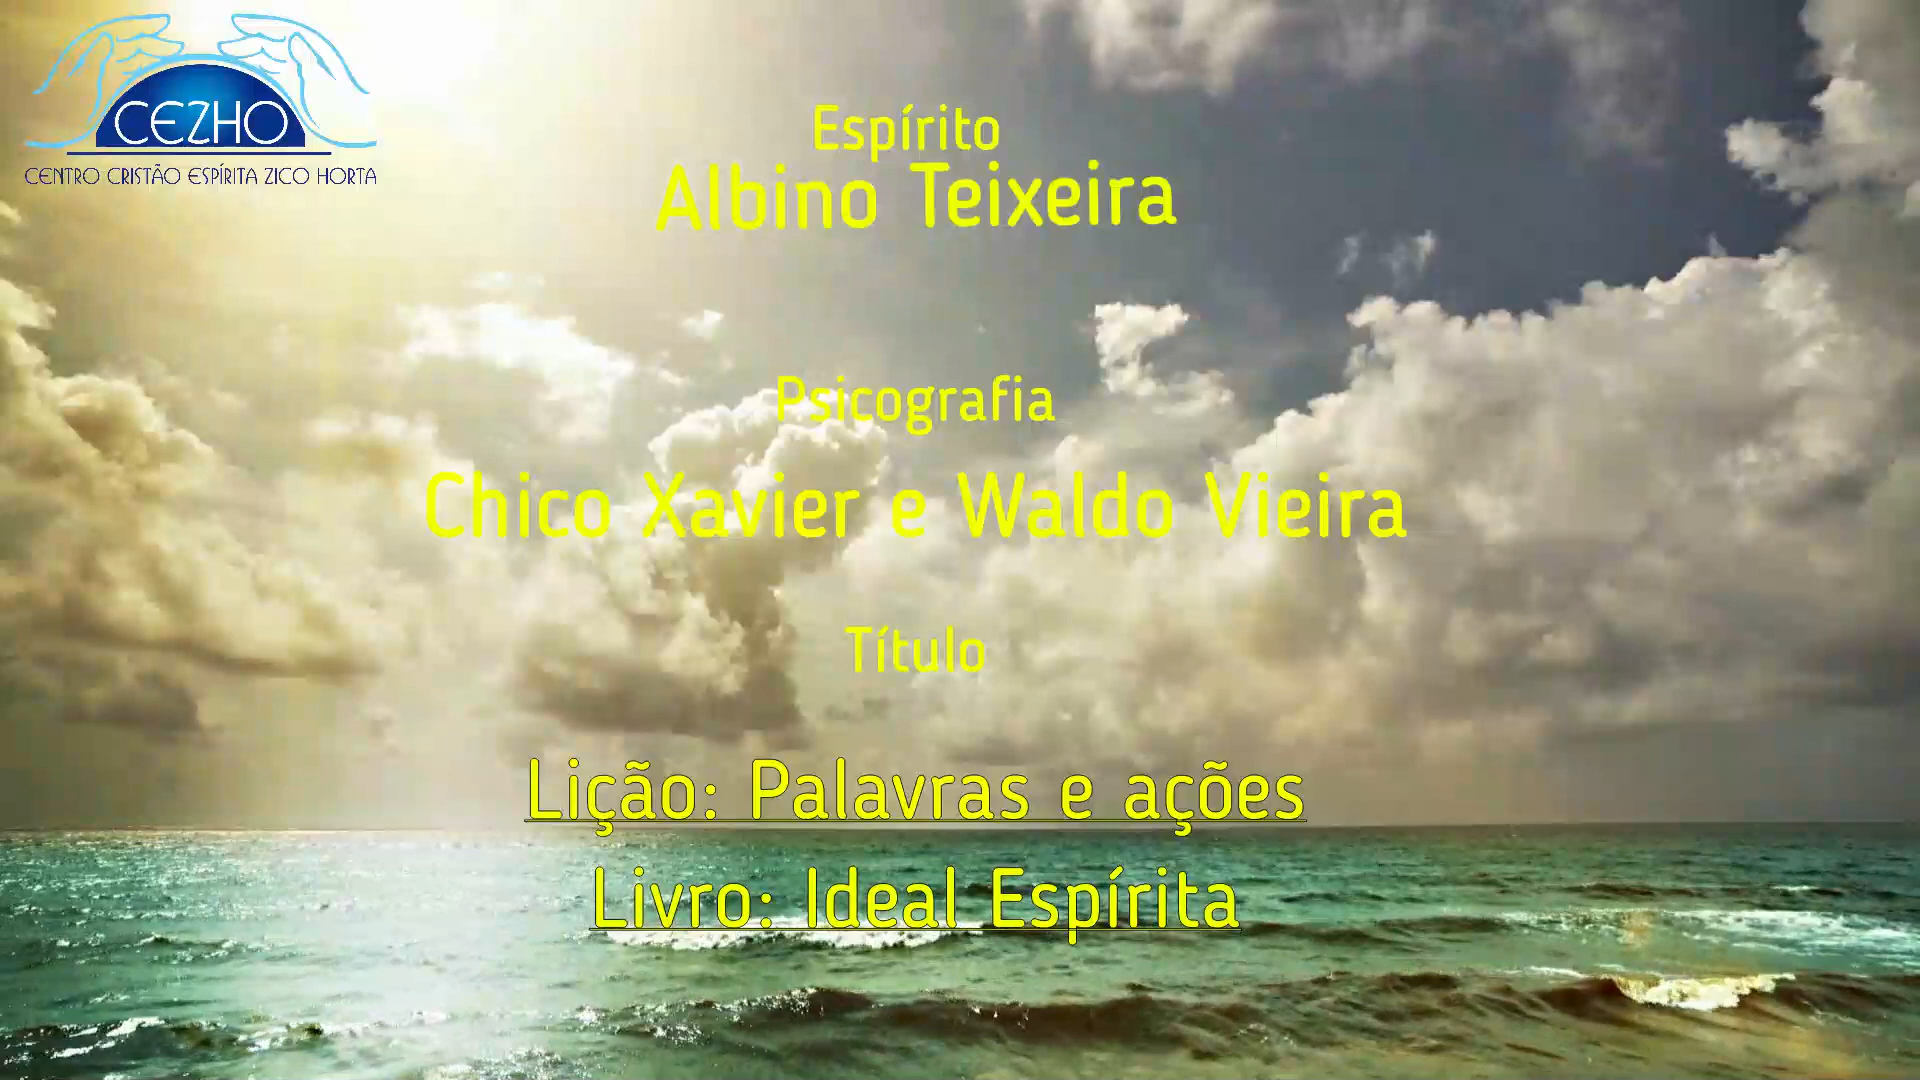 CEZHO
CENTRO CRISTÃO ESPÍRITA ZICO HORTA
Espírito
Albino Teixeira
Psicografia
Chico Xavier e Waldo Vieira
Título
Lição: Palavras e ações
Livro: Ideal Espírita